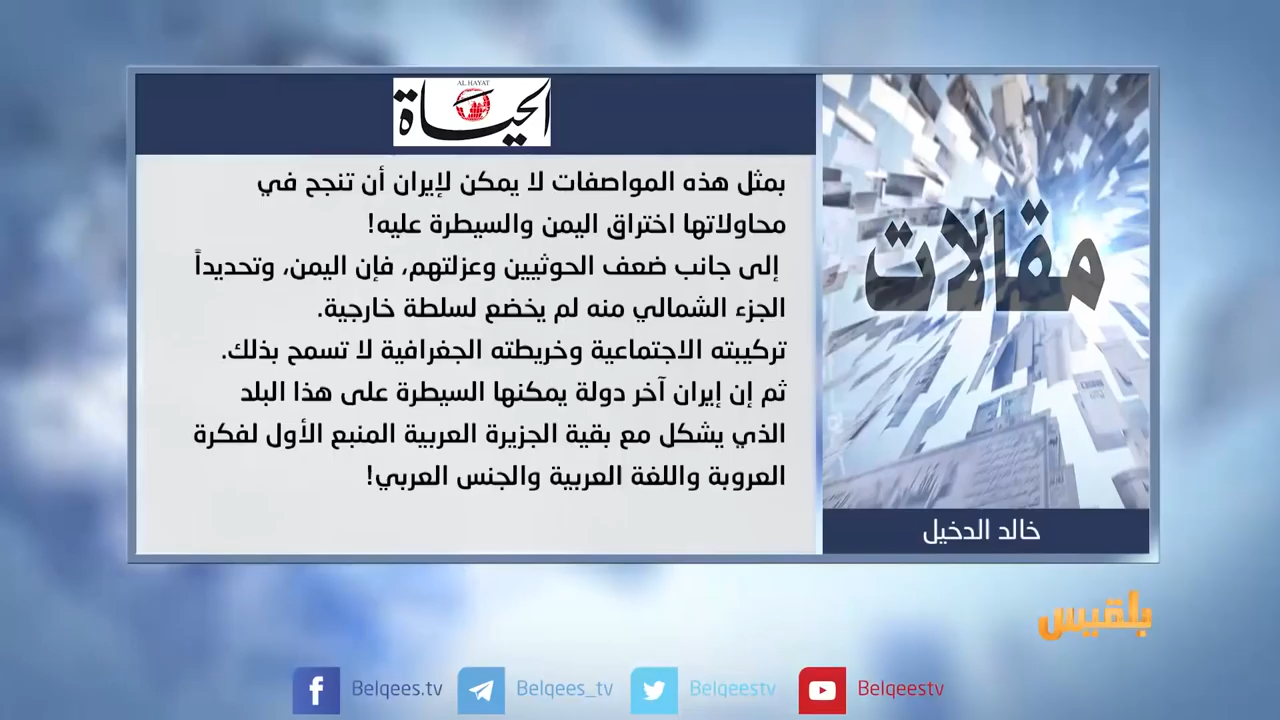 AL HAYAT
الحياة
بمثل هذه المواصفات لا يمكن لإيران أن تنجح في
محاولاتها اختراق اليمن والسيطرة عليه!
إلى جانب ضعف الحوثيين وعزلتهم، فإن اليمن، وتحديداً
الجزء الشمالي منه لم يخضع لسلطة خارجية.
تركيبته الاجتماعية وخريطته الجغرافية لا تسمح بذلك.
ثم إن إيران آخر دولة يمكنها السيطرة على هذا البلد
الذي يشكل مع بقية الجزيرة العربية المنبع الأول لفكرة
العروبة واللغة العربية والجنس العربي!
مقالات
خالد الدخيل
بلقيس
Belqees.tv
Belqees_tv
Belqeestv
Belqeestv